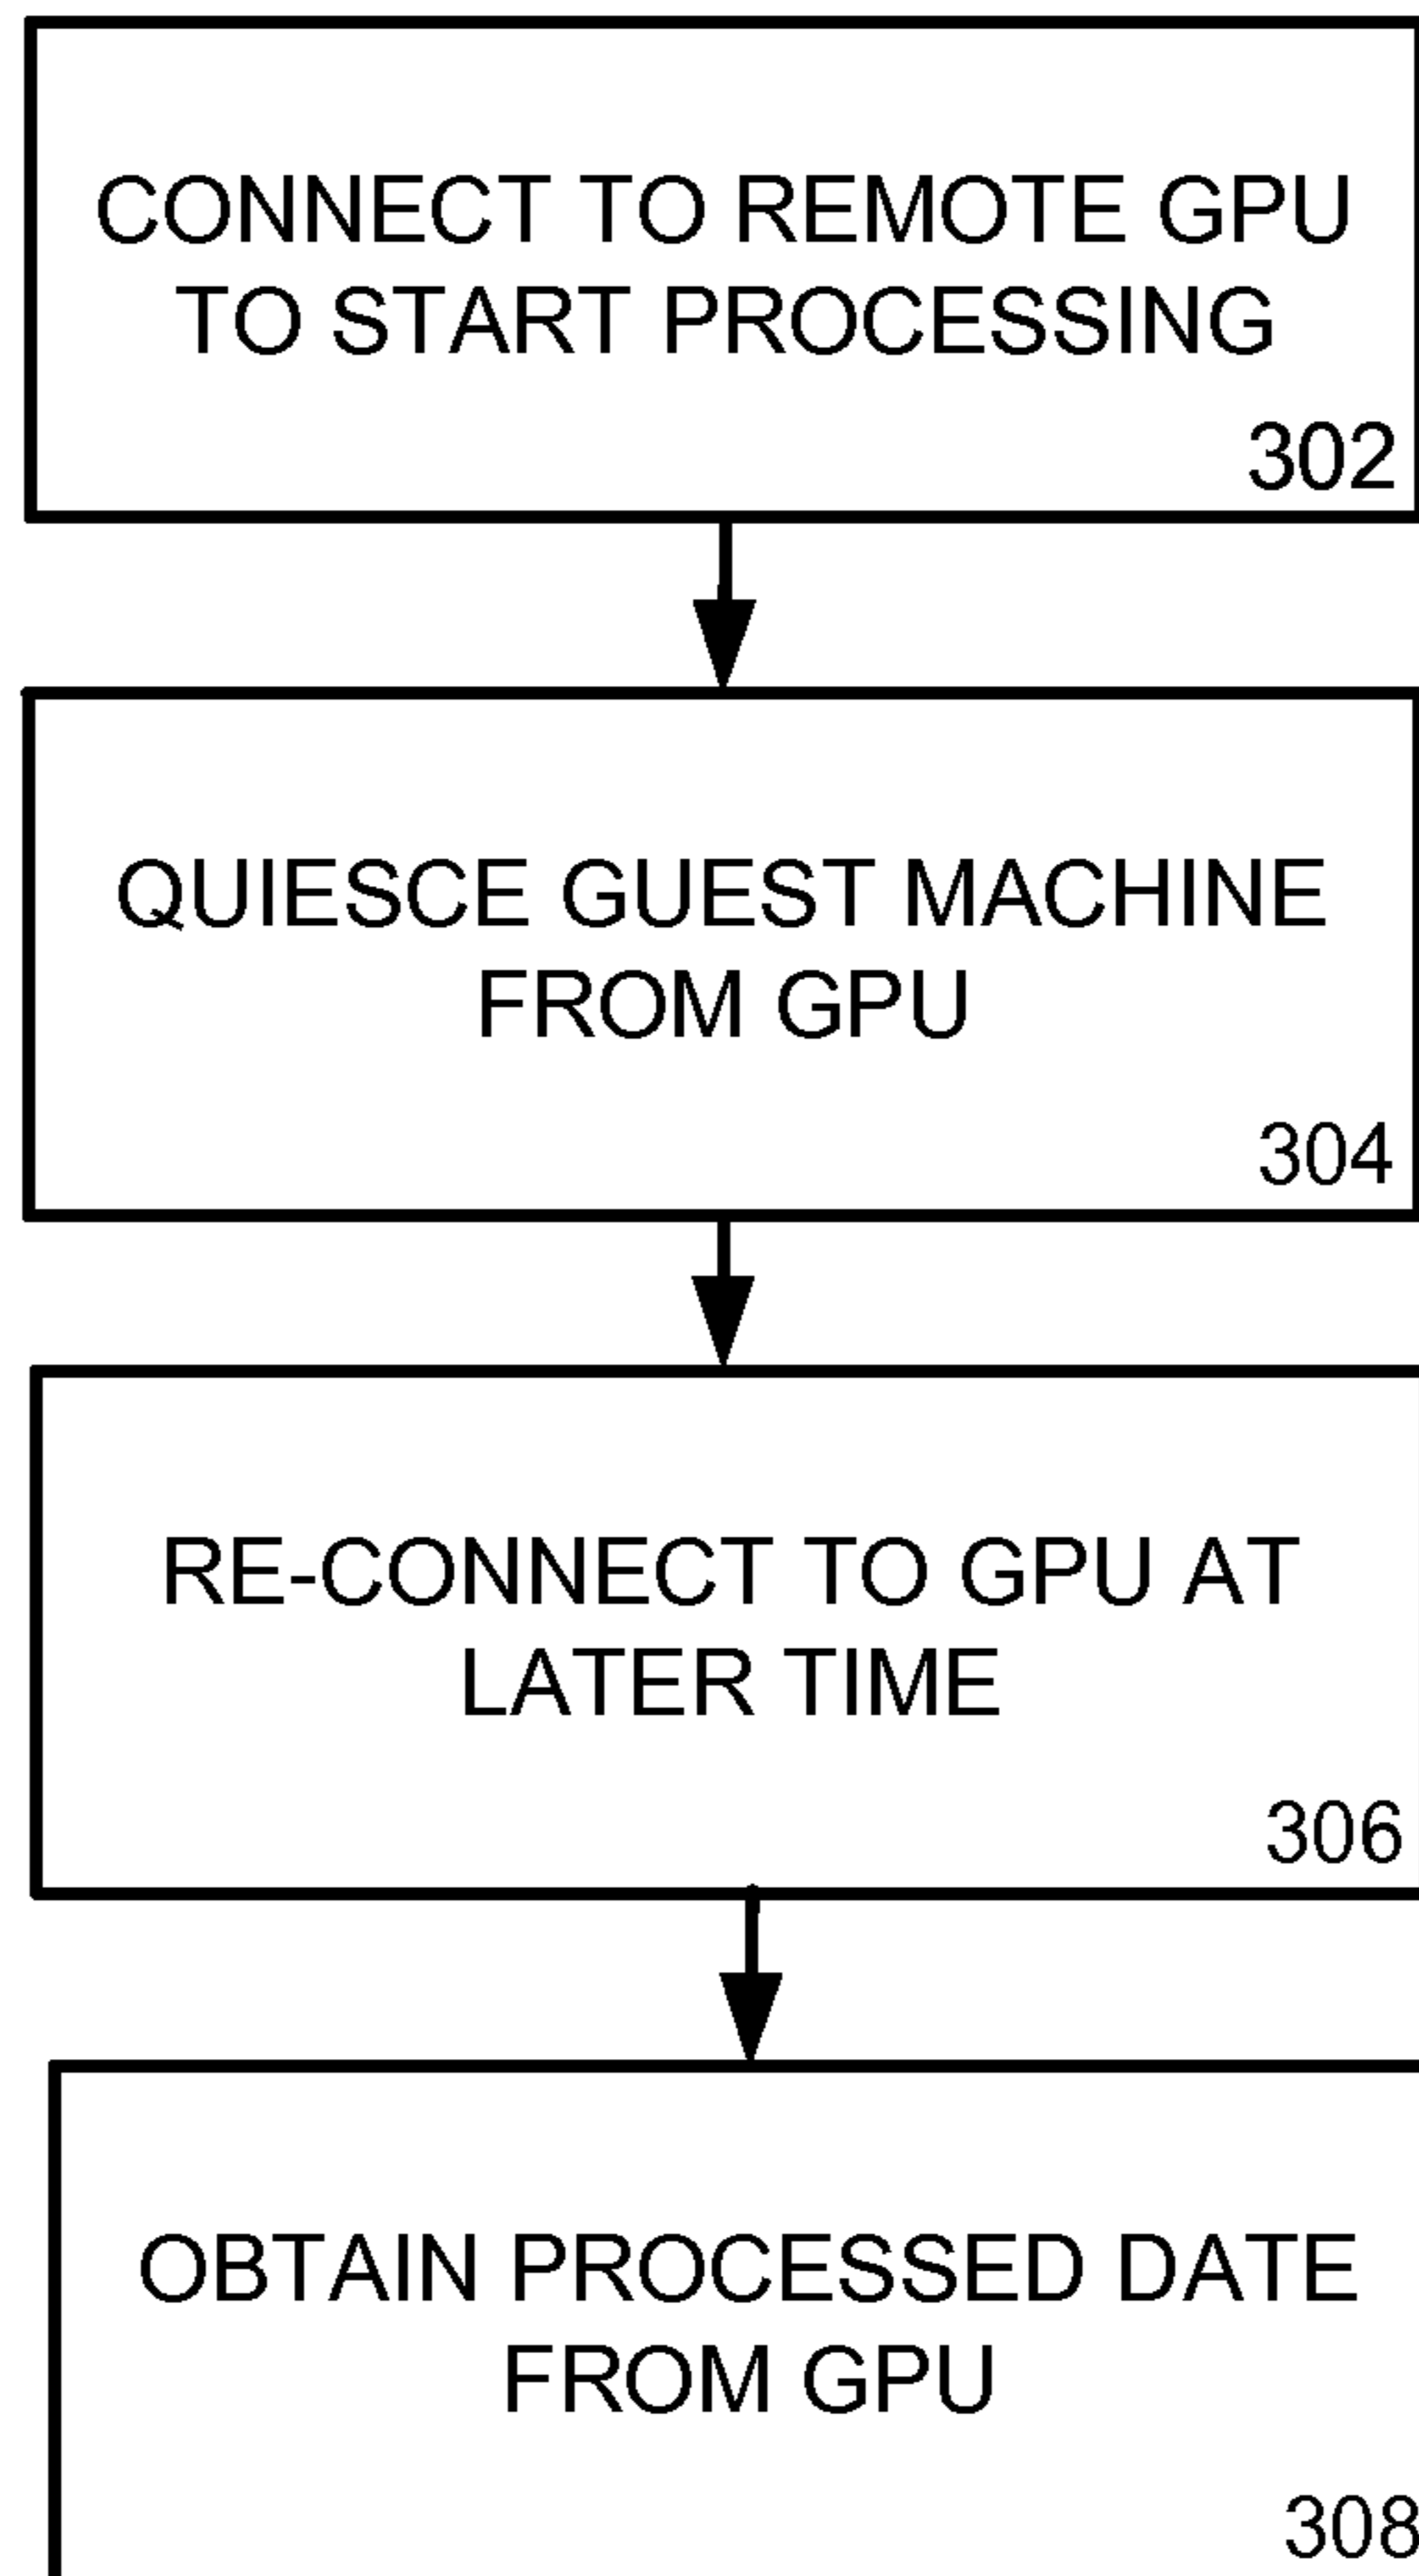 CONNECT TO REMOTE GPU
TO START PROCESSING
302
QUIESCE GUEST MACHINE
FROM GPU
304
RE-CONNECT TO GPU AT
LATER TIME
306
OBTAIN PROCESSED DATE
FROM GPU
308